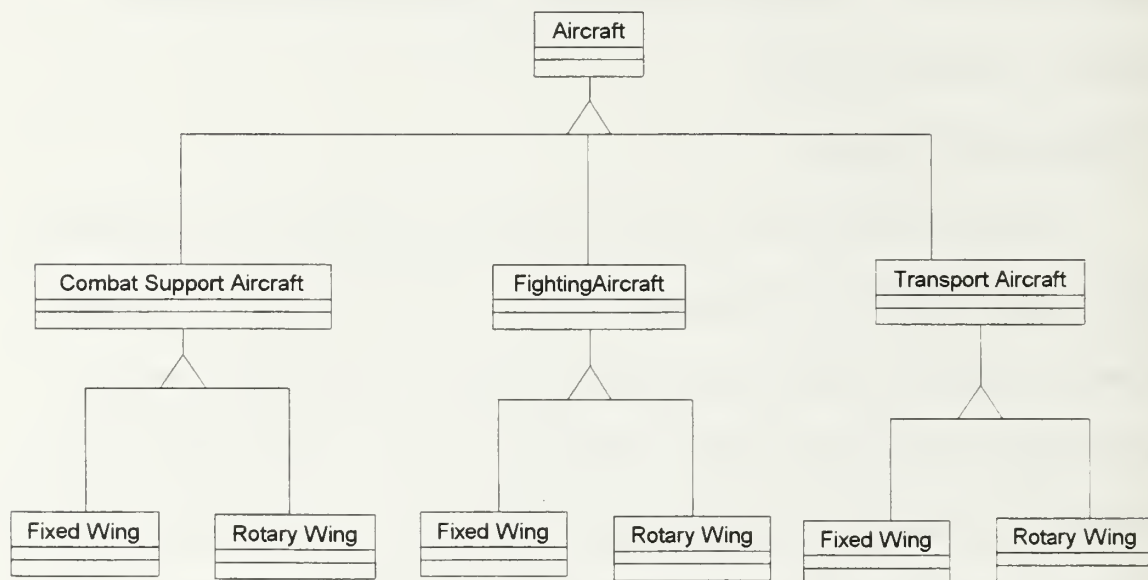 Aircraft
Combat Support Aircraft
FightingAircraft
Transport Aircraft
Fixed Wing
Rotary Wing
Fixed Wing
Rotary Wing
Fixed Wing
Rotary Wing